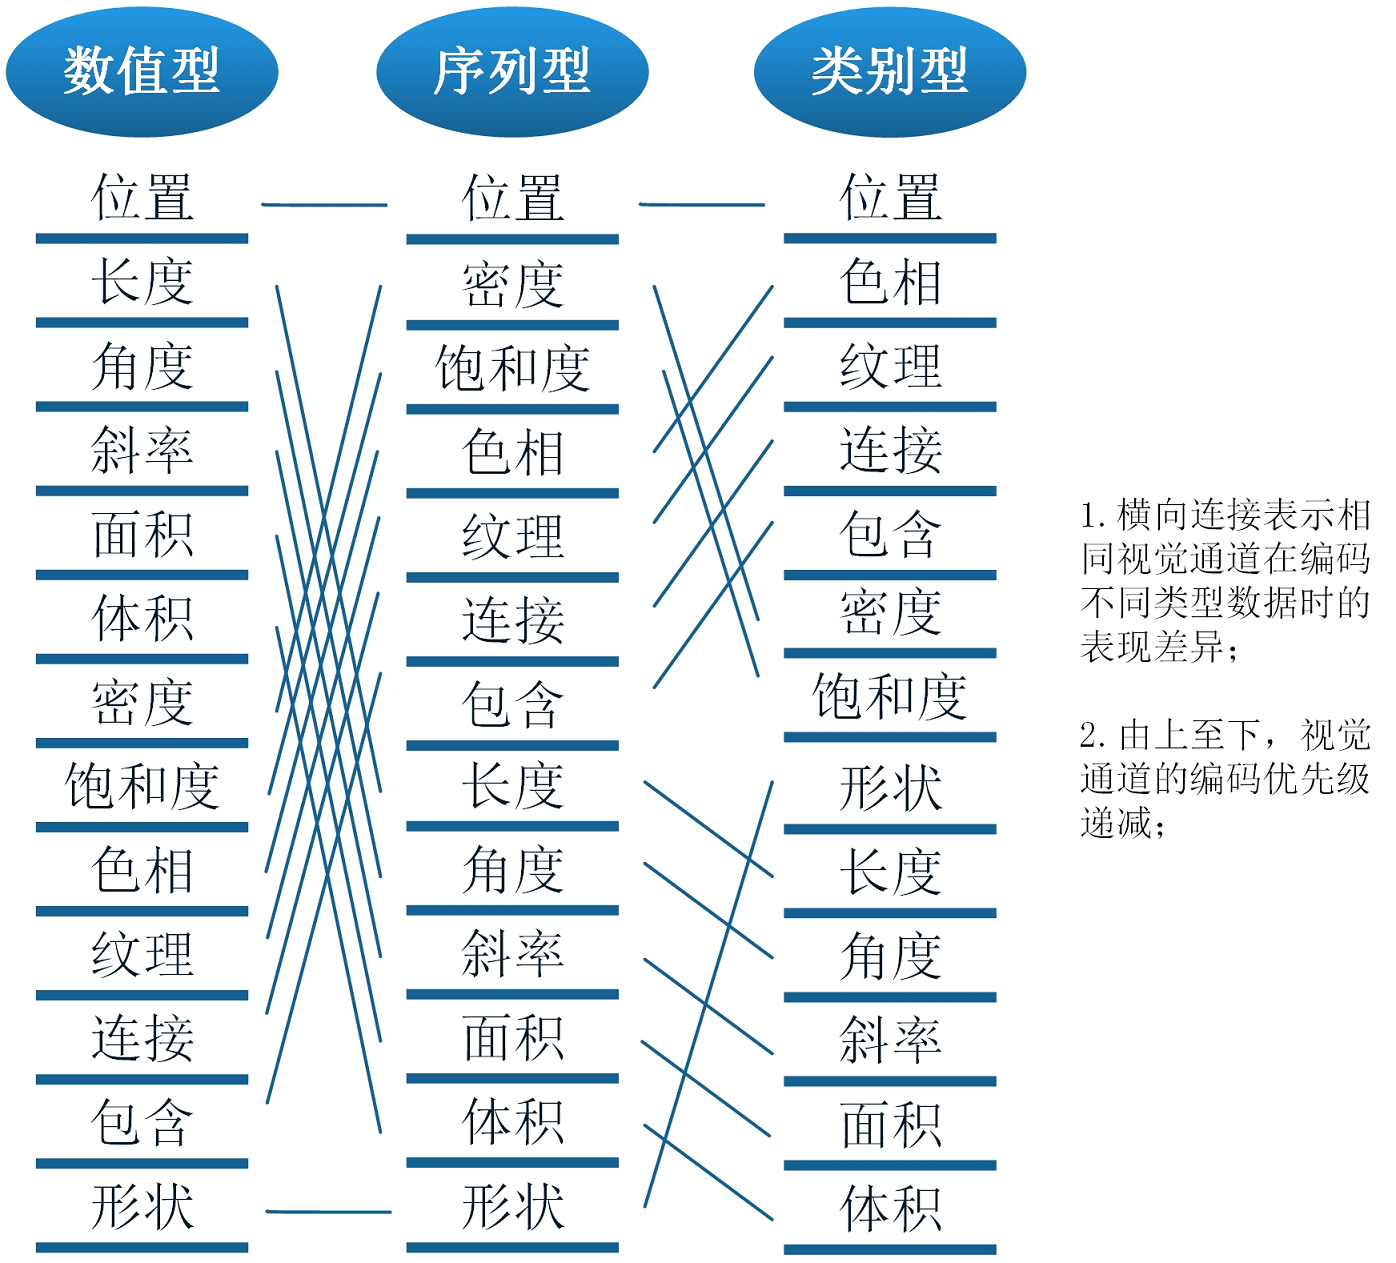 数值型
序列型
类别型
位置
长度
角度
斜率
面积
体积
密度
饱和度
色相
纹理
连接
包含
形状
位置
密度
饱和度
色相
纹理
连接
包含
长度
角度
斜率
面积
体积
形状
位置
色相
纹理
连接
包含
密度
饱和度
形状
长度
角度
斜率
面积
体积
1. 横向连接表示相
同视觉通道在编码
不同类型数据时的
表现差异；
2. 由上至下，视觉
通道的编码优先级
递减；